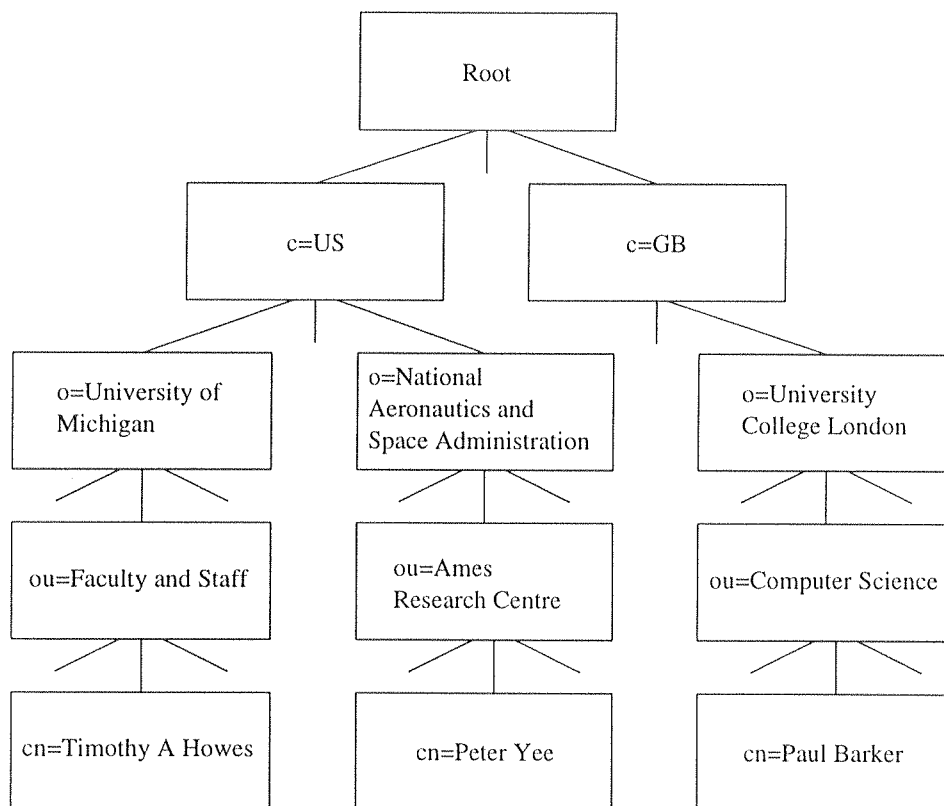 Root
c=US
c=GB
o=University of
Michigan
o=National
Aeronautics and
Space Administration
o=University
College London
ou=Faculty and Staff
ou=Ames
Research Centre
ou=Computer Science
cn=Timothy A Howes
cn=Peter Yee
cn=Paul Barker